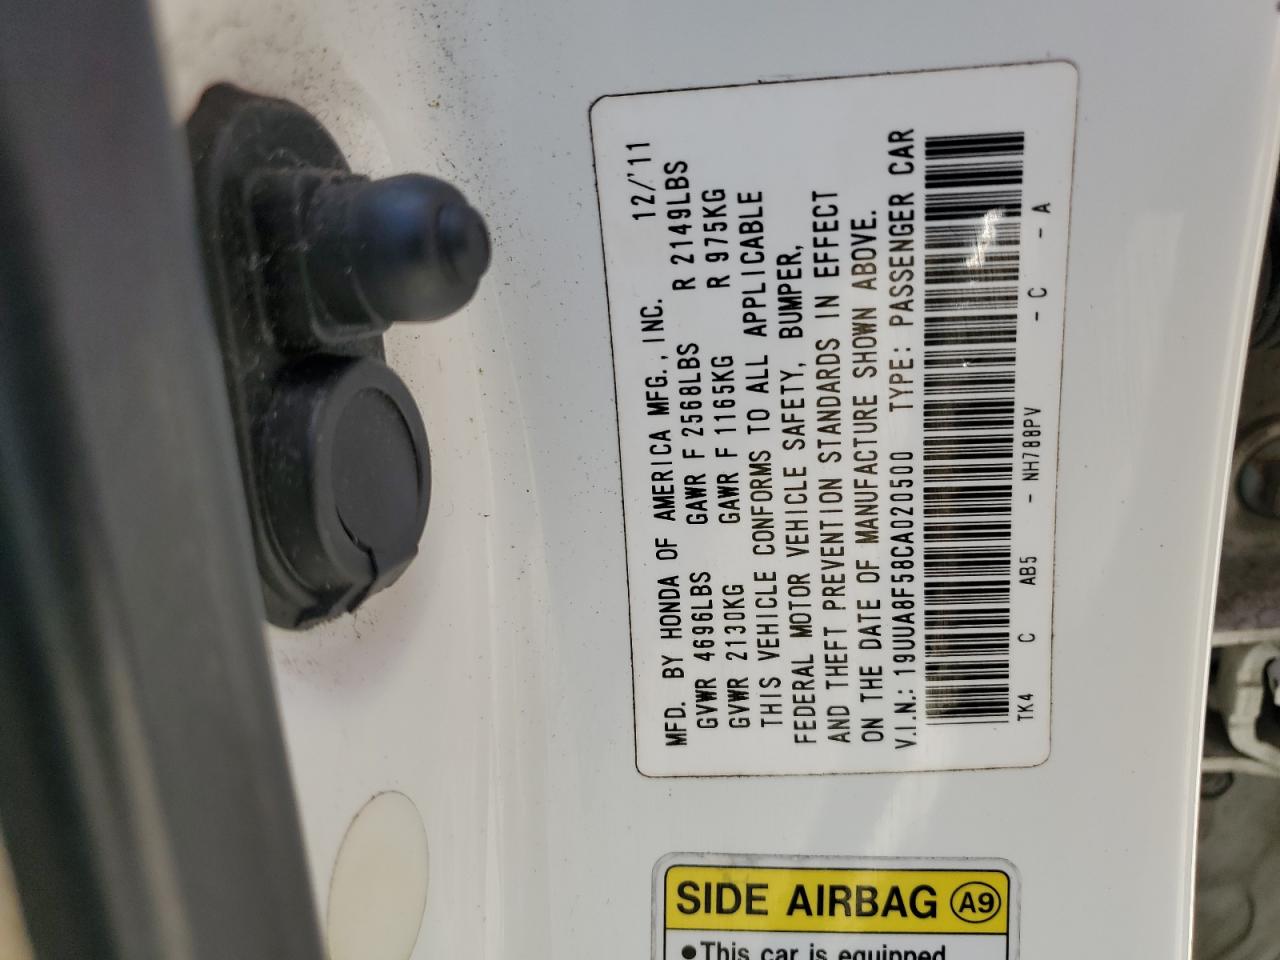 MFD. BY HONDA OF AMERICA MFG., INC. 12/'11
GVWR 4696LBS GAWR F 2568LBS R 2149LBS
GVWR 2130KG GAWR F 1165KG R 975KG
THIS VEHICLE CONFORMS TO ALL APPLICABLE
FEDERAL MOTOR VEHICLE SAFETY, BUMPER,
AND THEFT PREVENTION STANDARDS IN EFFECT
ON THE DATE OF MANUFACTURE SHOWN ABOVE.
V.I.N.: 19UUA8F58CA020500 TYPE: PASSENGER CAR
TK4 C AB5 - NH788PV - C - A
SIDE AIRBAG A9
●This car is equipped